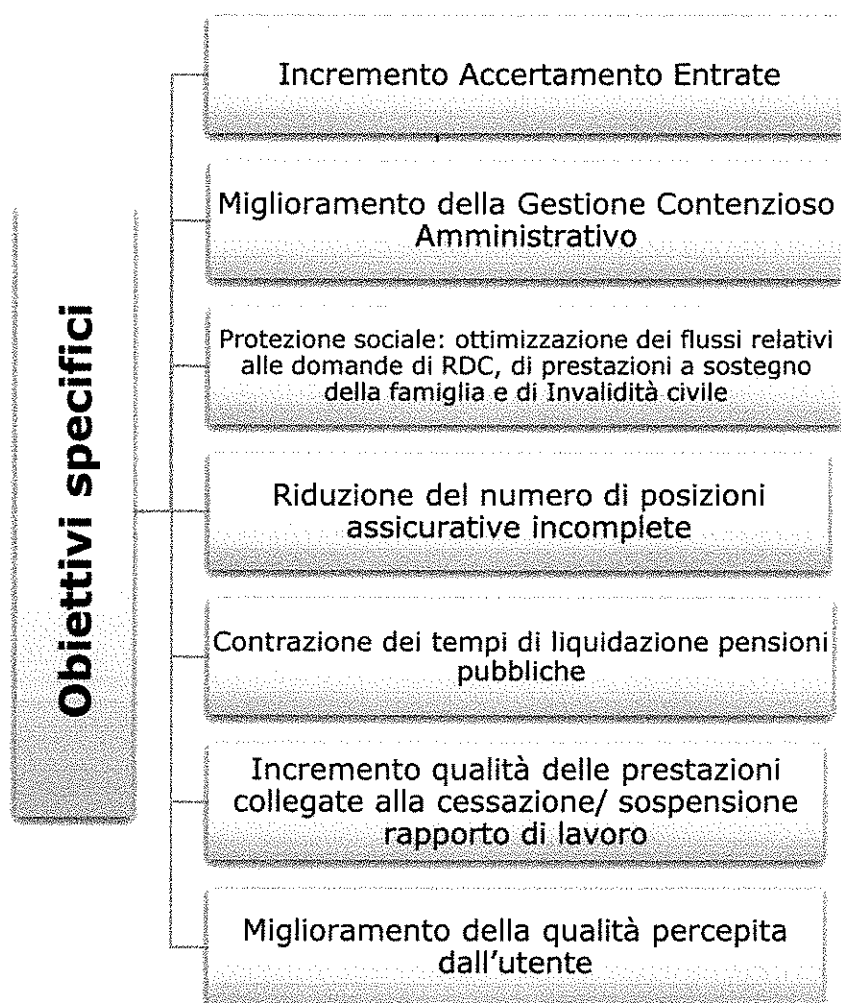 Obiettivi specifici
Incremento Accertamento Entrate
Miglioramento della Gestione Contenzioso
Amministrativo
Protezione sociale: ottimizzazione dei flussi relativi
alle domande di RDC, di prestazioni a sostegno
della famiglia e di Invalidità civile
Riduzione del numero di posizioni
assicurative incomplete
Contrazione dei tempi di liquidazione pensioni
pubbliche
Incremento qualità delle prestazioni
collegate alla cessazione/ sospensione
rapporto di lavoro
Miglioramento della qualità percepita
dall'utente